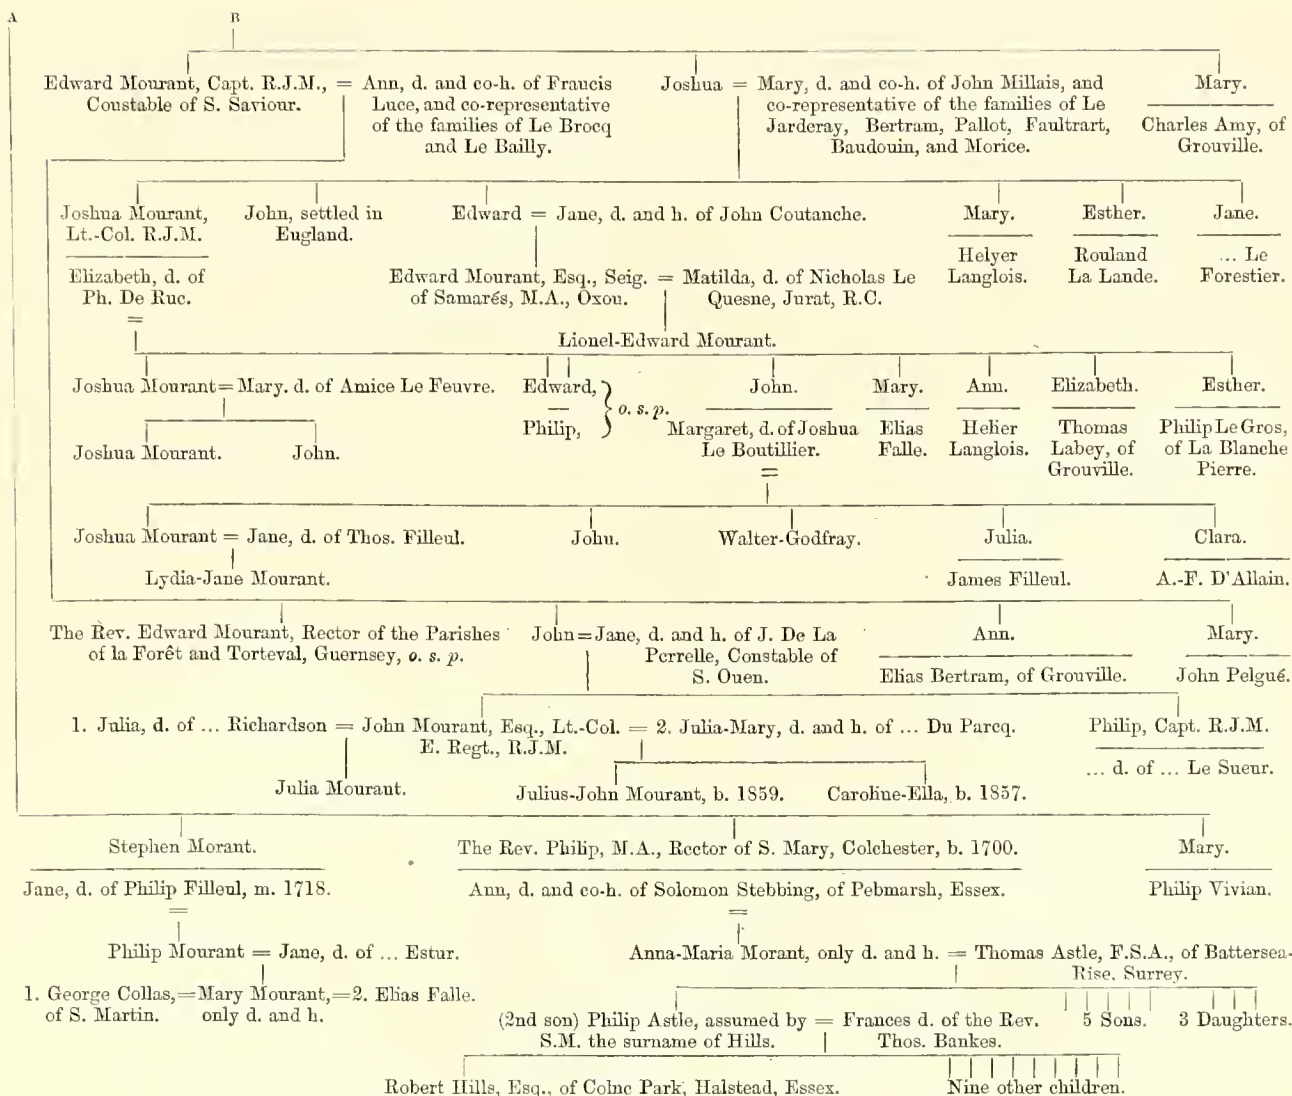 A
B
Edward Mourant, Capt. R.J.M., = Ann, d. and co-h. of Francis
Constable of S. Saviour.
Luce, and co-representative
of the families of Le Brocq
and Le Bailly.
Joshua = Mary, d. and co-h. of John Millais, and
co-representative of the families of Le
Jarderay, Bertram, Pallot, Faultrart,
Baudouin, and Morice.
Mary.
Charles Amy, of
Grouville.
Joshua Mourant,
Lt.-Col. R.J.M.
Elizabeth, d. of
Ph. De Ruc.
=
John, settled in
Eugland.
Edward = Jane, d. and h. of John Coutanche.
Mary.
Helyer
Langlois.
Esther.
Rouland
La Lande.
Jane.
... Le
Forestier.
Edward Mourant, Esq., Seig. = Matilda, d. of Nicholas Le
of Samarés, M.A., Oxou.
Quesne, Jurat, R.C.
Lionel-Edward Mourant.
Joshua Mourant = Mary. d. of Amice Le Feuvre.
Edward,
Philip,
} o. s. p.
John.
Margaret, d. of Joshua
Le Boutillier.
=
Mary.
Elias
Falle.
Ann.
Helier
Langlois.
Elizabeth.
Thomas
Labey, of
Grouville.
Esther.
Philip Le Gros,
of La Blanche
Pierre.
Joshua Mourant.
John.
Joshua Mourant = Jane, d. of Thos. Filleul.
John.
Walter-Godfray.
Julia.
James Filleul.
Clara.
A.-F. D'Allain.
Lydia-Jane Mourant.
The Rev. Edward Mourant, Rector of the Parishes
of la Forêt and Torteval, Guernsey, o. s. p.
John = Jane, d. and h. of J. De La
Perrelle, Constable of
S. Ouen.
Ann.
Elias Bertram, of Grouville.
Mary.
John Pelgué.
1. Julia, d. of ... Richardson = John Mourant, Esq., Lt.-Col. = 2. Julia-Mary, d. and h. of ... Du Parcq.
E. Regt., R.J.M.
Philip, Capt. R.J.M.
... d. of ... Le Sueur.
Julia Mourant.
Julius-John Mourant, b. 1859.
Caroline-Ella, b. 1857.
Stephen Morant.
Jane, d. of Philip Filleul, m. 1718.
=
The Rev. Philip, M.A., Rector of S. Mary, Colchester, b. 1700.
Ann, d. and co-h. of Solomon Stebbing, of Pebmarsh, Essex.
=
Mary.
Philip Vivian.
Philip Mourant = Jane, d. of ... Estur.
Anna-Maria Morant, only d. and h. = Thomas Astle, F.S.A., of Battersea-
Rise, Surrey.
1. George Collas, = Mary Mourant, = 2. Elias Falle.
of S. Martin.
only d. and h.
(2nd son) Philip Astle, assumed by = Frances d. of the Rev.
S.M. the surname of Hills.
Thos. Bankes.
5 Sons.
3 Daughters.
Robert Hills, Esq., of Colnc Park, Halstead, Essex.
Nine other children.